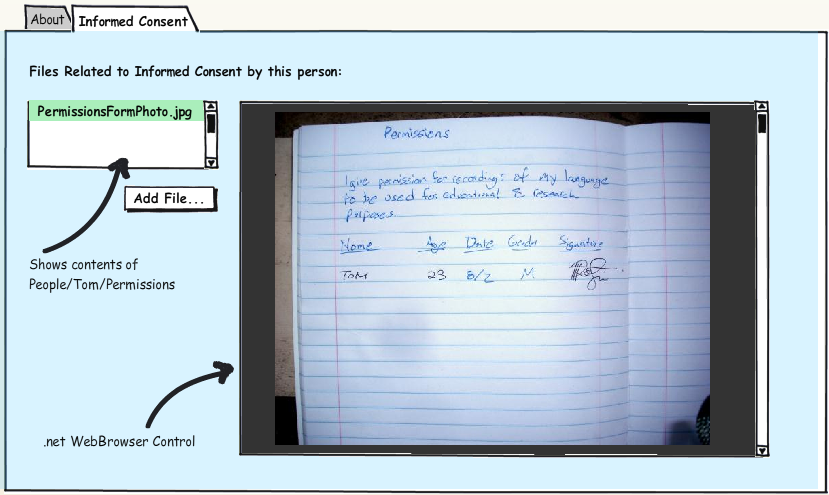 About
Informed Consent
Files Related to Informed Consent by this person:
PermissionsFormPhoto.jpg
Add File...
Shows contents of
People/Tom/Permissions
.net WebBrowser Control
Permissions
I give permission for recordings of my language
to be used for educational & research
purposes
Name Age Date Gender Signature
Tom 23 8/2 M